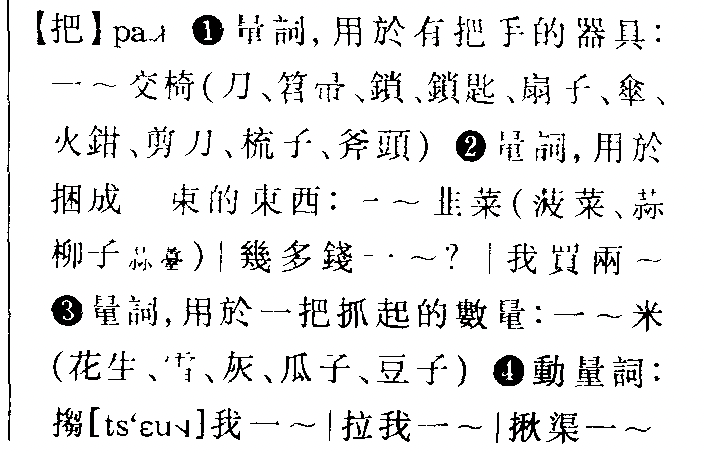 【把】pa˨˩ ❶量詞,用於有把手的器具:
一～交椅(刀、笤帚、鎖、鎖匙、扇子、傘、
火鉗、剪刀、梳子、斧頭) ❷量詞,用於
捆成 束的東西: 一～韭菜(菠菜、蒜
柳子蒜薹)|幾多錢一～? |我買兩～
❸量詞,用於一把抓起的數量:一～米
(花生、雪、灰、瓜子、豆子) ❹動量詞:
搊[ts‘ɛu]我一～|拉我一～|揪渠一～